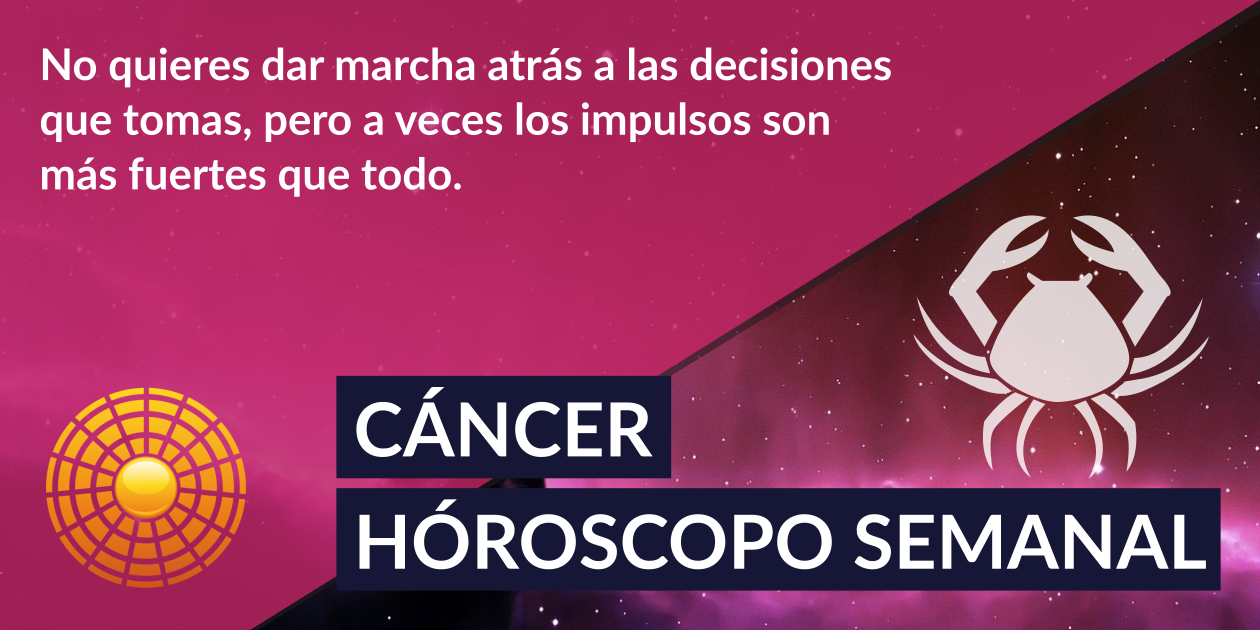 No quieres dar marcha atrás a las decisiones
que tomas, pero a veces los impulsos son
más fuertes que todo.
CÁNCER
HÓROSCOPO SEMANAL